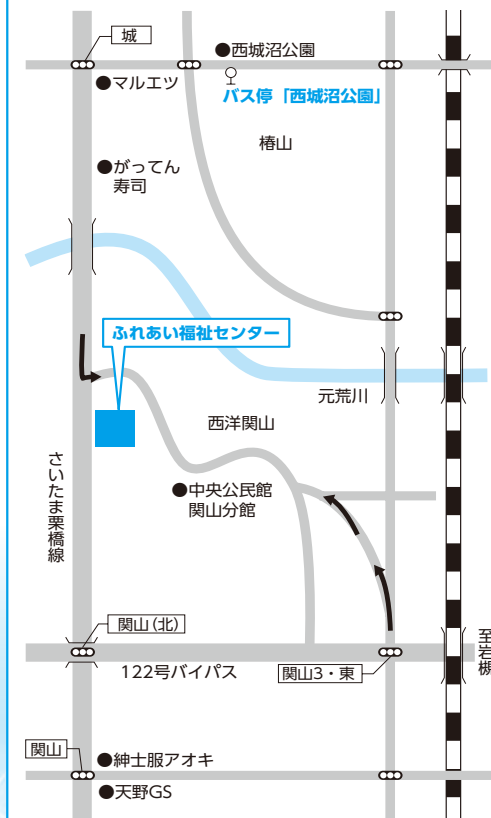 城
●西城沼公園
●マルエツ
バス停「西城沼公園」
椿山
●がってん
寿司
ふれあい福祉センター
元荒川
西洋関山
さいたま栗橋線
●中央公民館
関山分館
関山(北)
122号バイパス
関山3・東
至岩槻
関山
●紳士服アオキ
●天野GS